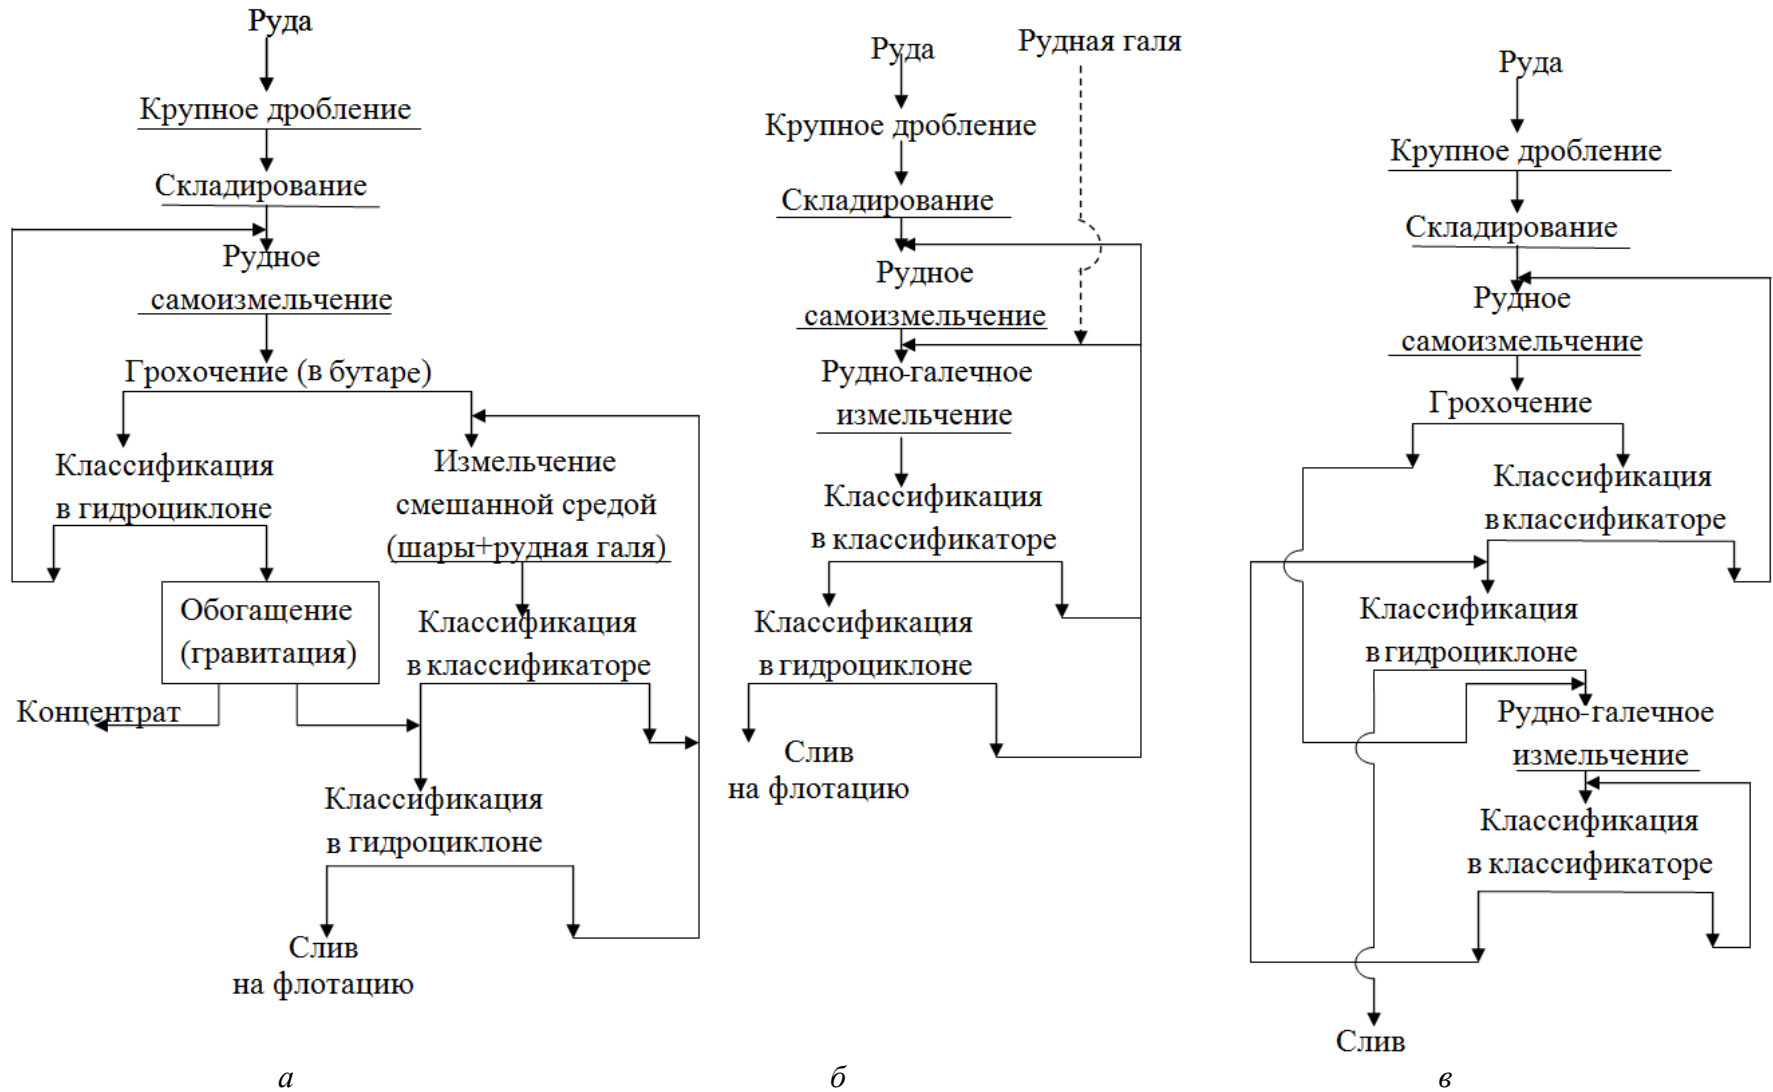 Руда
Крупное дробление
Складирование
Рудное
самоизмельчение
Грохочение (в бутаре)
Классификация
в гидроциклоне
Измельчение
смешанной средой
(шары+рудная галя)
Обогащение
(гравитация)
Классификация
в классификаторе
Концентрат
Классификация
в гидроциклоне
Слив
на флотацию
а
Руда
Рудная галя
Крупное дробление
Складирование
Рудное
самоизмельчение
Рудно-галечное
измельчение
Классификация
в классификаторе
Классификация
в гидроциклоне
Слив
на флотацию
б
Руда
Крупное дробление
Складирование
Рудное
самоизмельчение
Грохочение
Классификация
в классификаторе
Классификация
в гидроциклоне
Рудно-галечное
измельчение
Классификация
в классификаторе
Слив
в